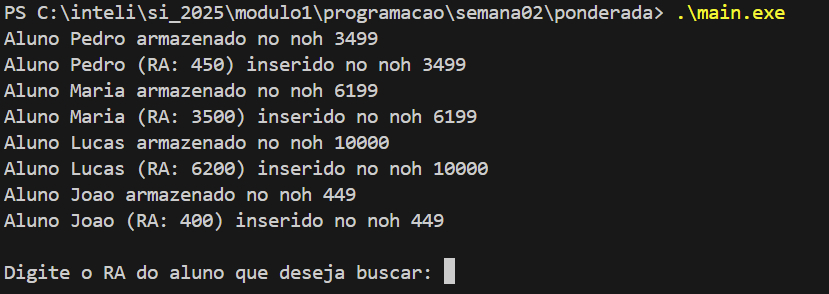 PS C:\inteli\si_2025\modulo1\programacao\semana02\ponderada> .\main.exe
Aluno Pedro armazenado no noh 3499
Aluno Pedro (RA: 450) inserido no noh 3499
Aluno Maria armazenado no noh 6199
Aluno Maria (RA: 3500) inserido no noh 6199
Aluno Lucas armazenado no noh 10000
Aluno Lucas (RA: 6200) inserido no noh 10000
Aluno Joao armazenado no noh 449
Aluno Joao (RA: 400) inserido no noh 449
Digite o RA do aluno que deseja buscar: